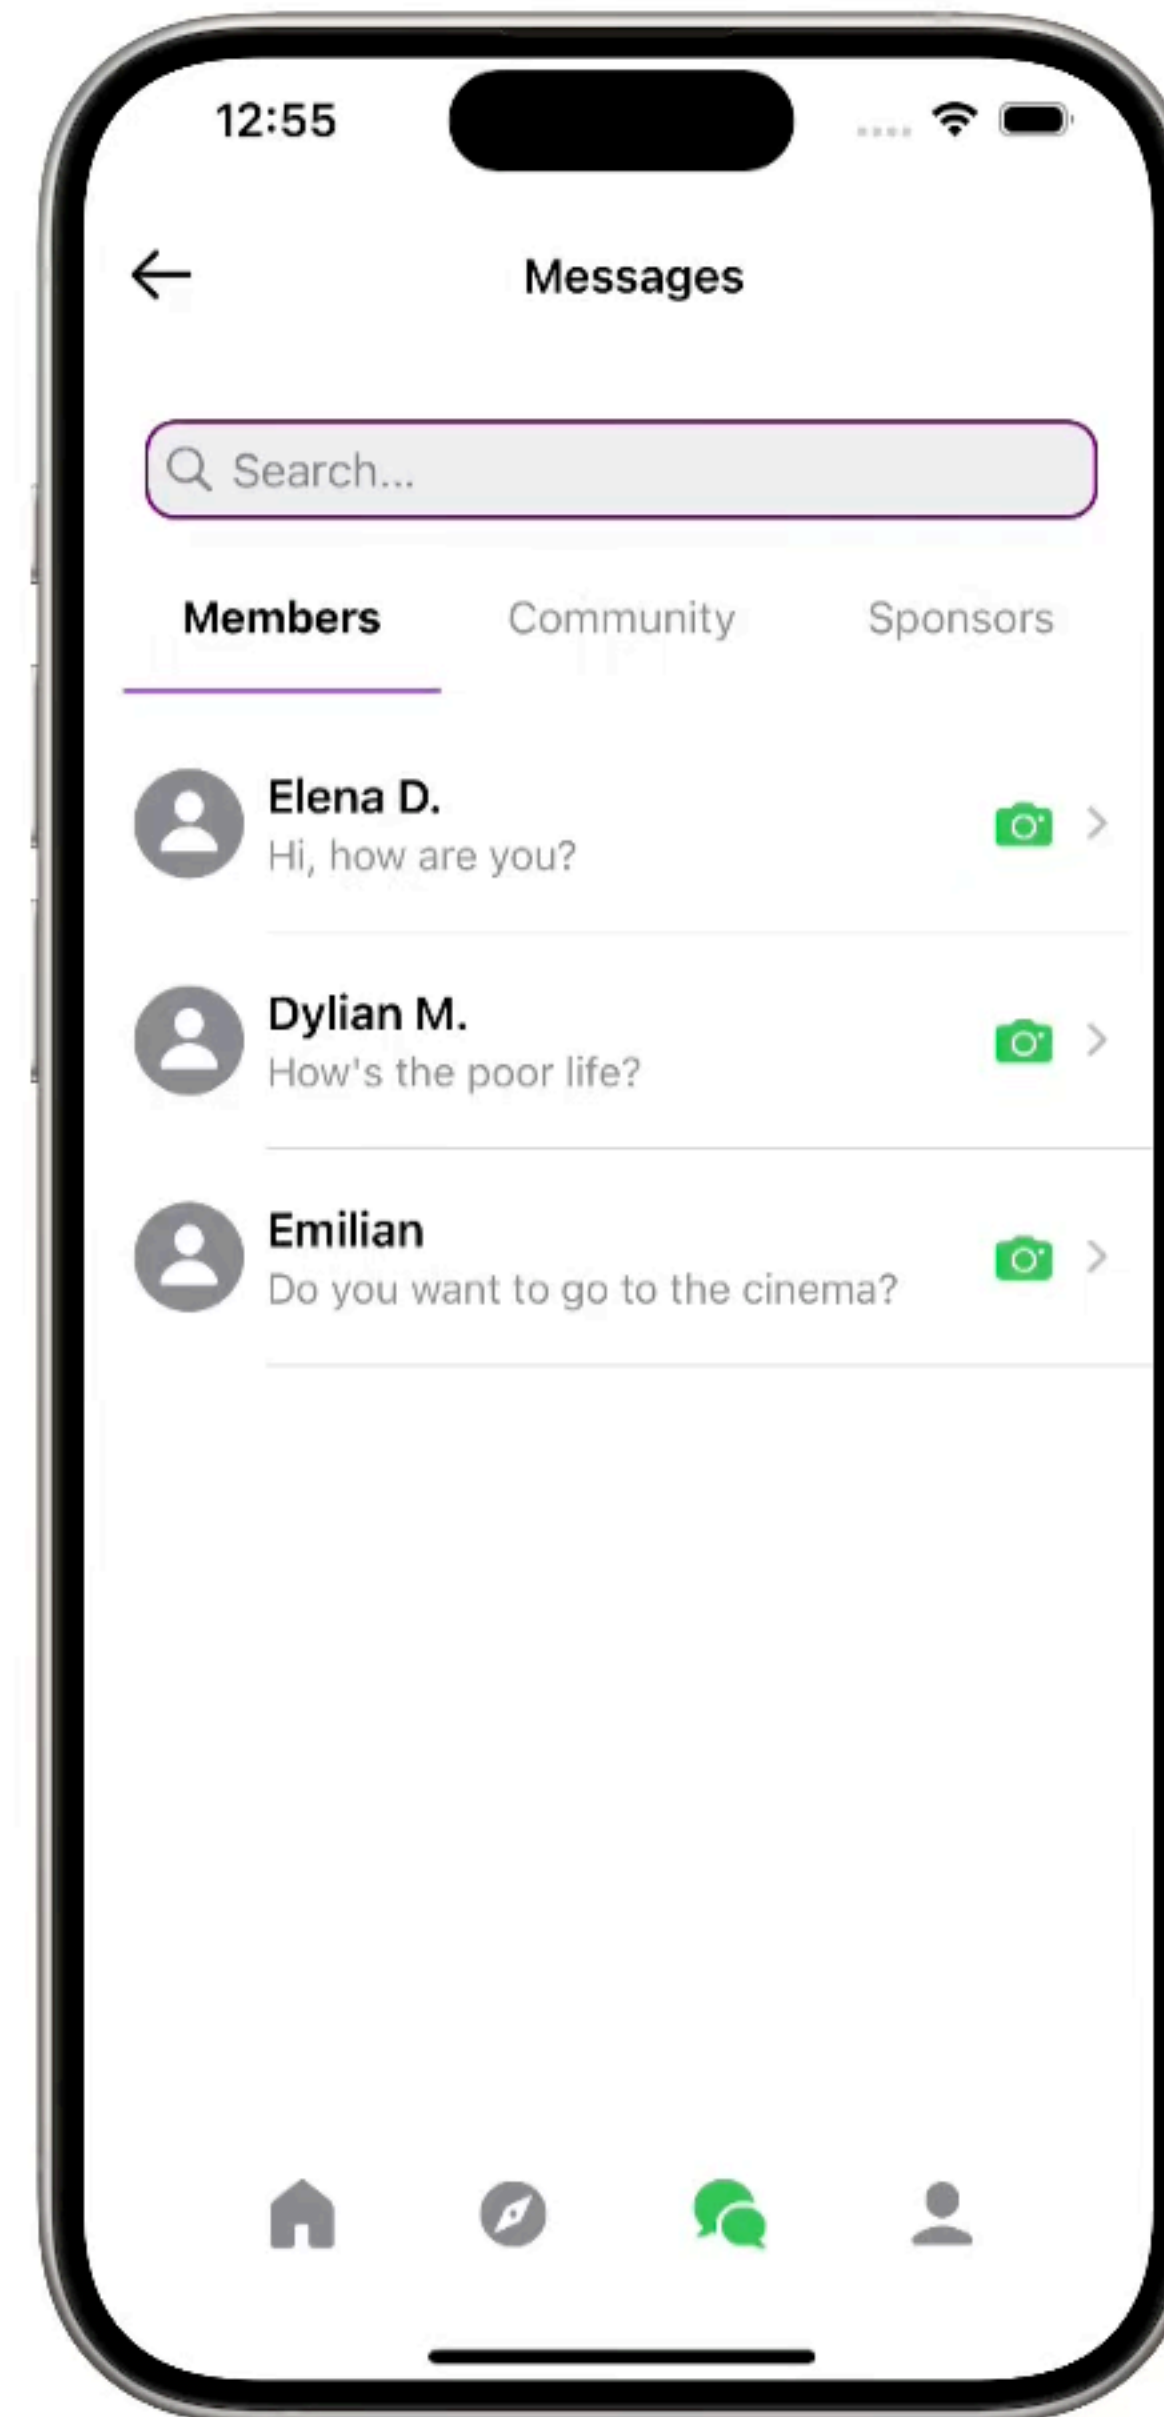 12:55
Messages
Search...
Members Community Sponsors
Elena D.
Hi, how are you?
Dylian M.
How's the poor life?
Emilian
Do you want to go to the cinema?